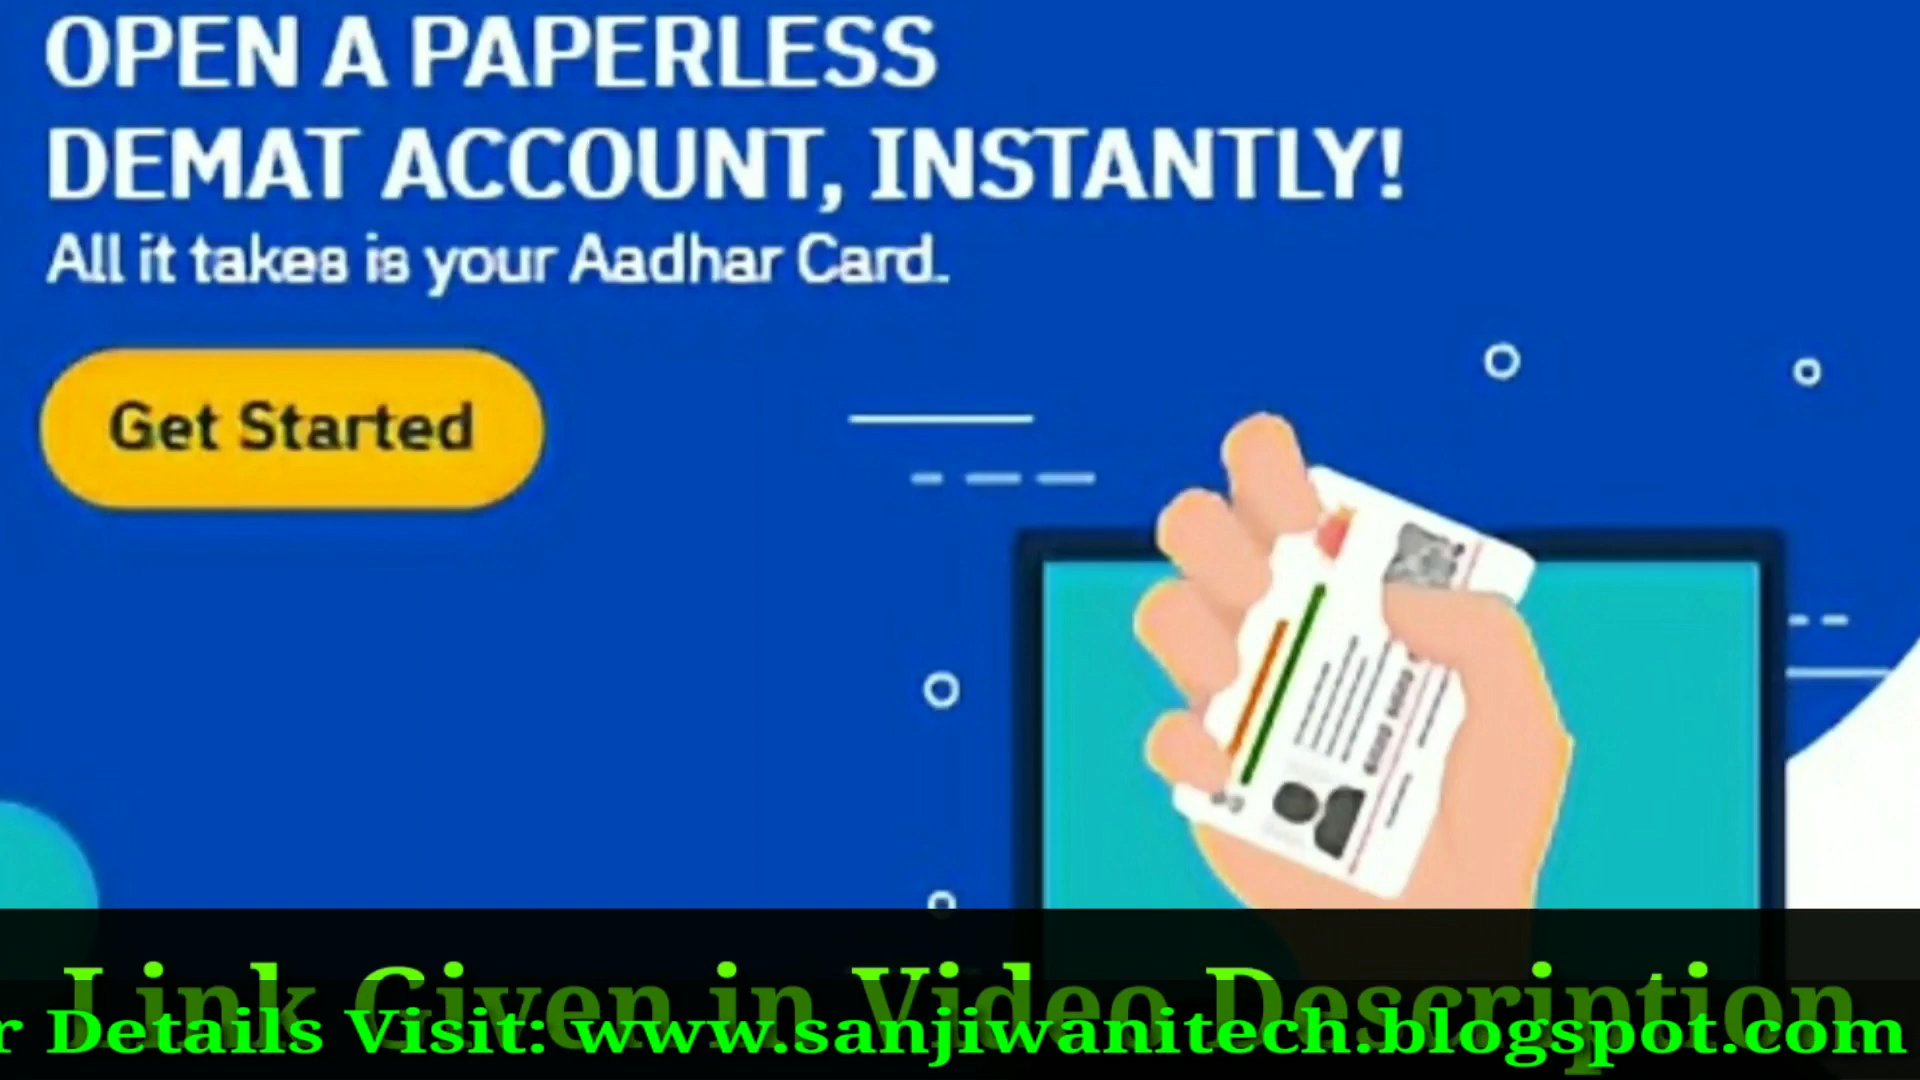 OPEN A PAPERLESS
DEMAT ACCOUNT, INSTANTLY!
All it takes is your Aadhar Card.
Get Started
Link Given in Video Description
r Details Visit: www.sanjiwanitech.blogspot.com